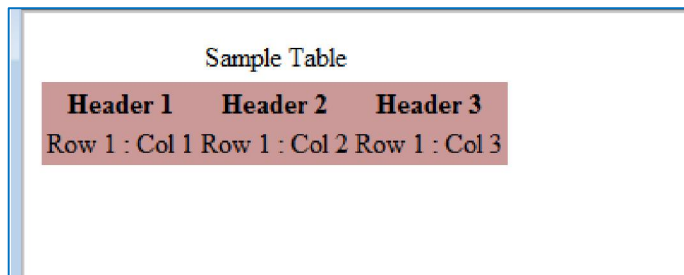 Sample Table
Header 1 Header 2 Header 3
Row 1 : Col 1 Row 1 : Col 2 Row 1 : Col 3